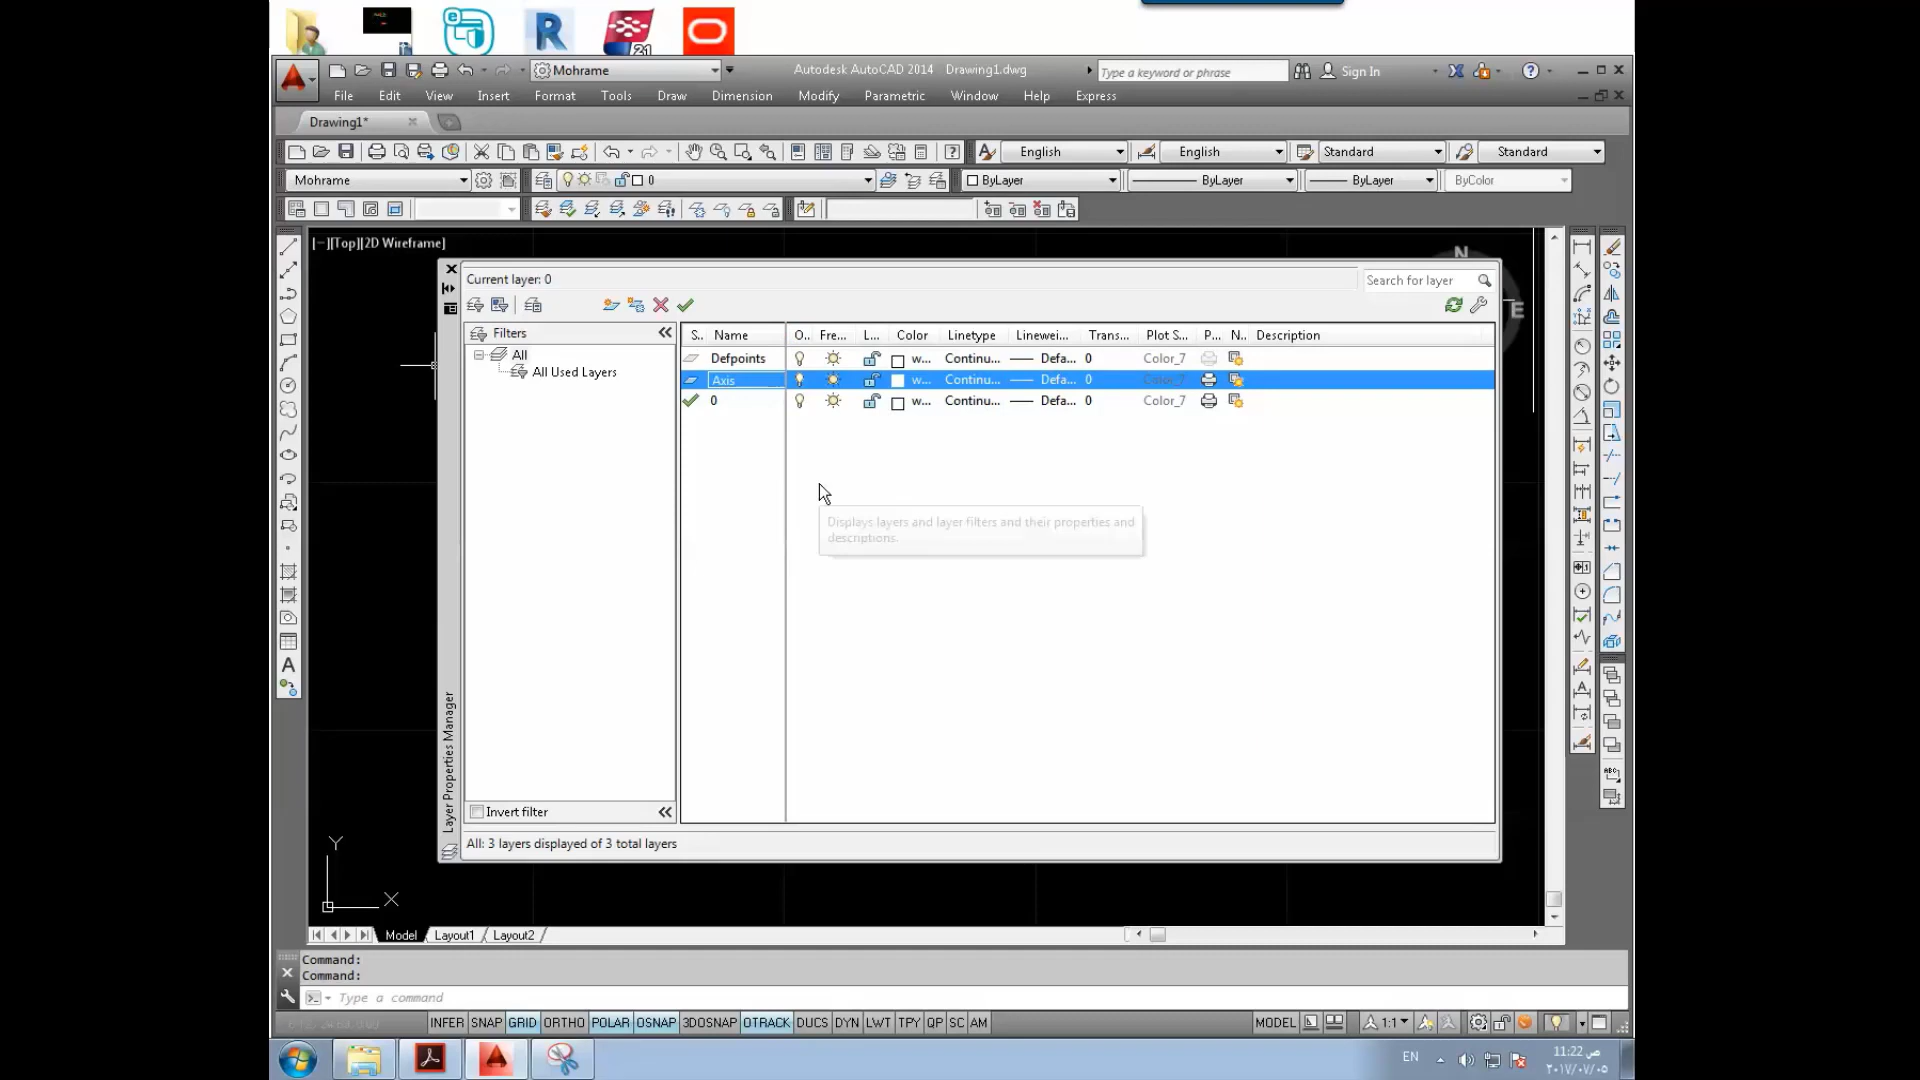 21
Mohrame
Autodesk AutoCAD 2014 Drawing1.dwg
Type a keyword or phrase
Sign In
File Edit View Insert Format Tools Draw Dimension Modify Parametric Window Help Express
Drawing1*
English English Standard Standard
Mohrame 0 ByLayer ByLayer ByLayer ByColor
[−][Top][2D Wireframe]
N
E
Current layer: 0
Search for layer
Filters
All
All Used Layers
S.. Name O.. Fre... L... Color Linetype Linewei... Trans... Plot S... P... N.. Description
Defpoints w... Continu... Defa... 0 Color_7
Axis w... Continu... Defa... 0 Color_7
0 w... Continu... Defa... 0 Color_7
Displays layers and layer filters and their properties and
descriptions.
Layer Properties Manager
Invert filter
All: 3 layers displayed of 3 total layers
Y
X
Model Layout1 Layout2
Command:
Command:
Type a command
INFER SNAP GRID ORTHO POLAR OSNAP 3DOSNAP OTRACK DUCS DYN LWT TPY QP SC AM
MODEL 1:1
EN
11:22 ص
٢٠١٧/٠٧/٠٥